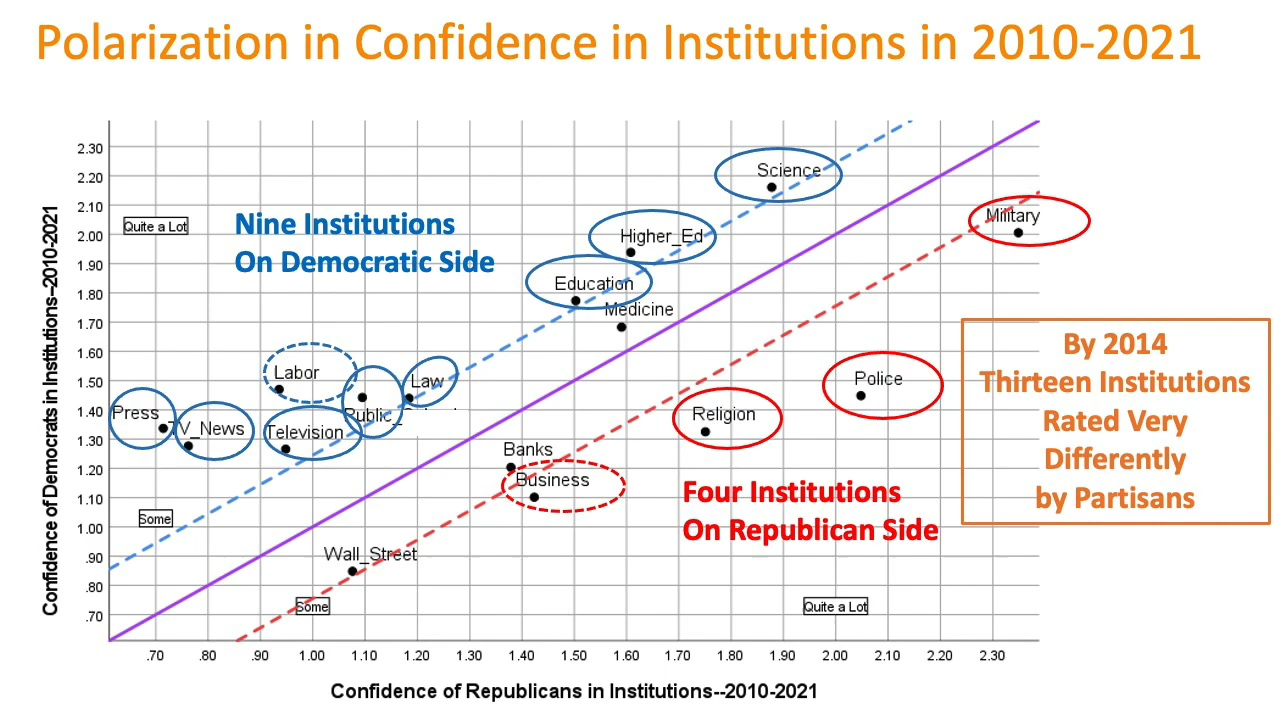 Polarization in Confidence in Institutions in 2010-2021
2.30
2.20
2.10
2.00
1.90
1.80
1.70
1.60
1.50
1.40
1.30
1.20
1.10
1.00
.90
.80
.70
Confidence of Democrats in Institutions--2010-2021
Quite a Lot
Some
Nine Institutions
On Democratic Side
Science
Military
Higher_Ed
Education
Medicine
Labor
Law
Police
Press
TV_News
Television
Public_
Religion
Banks
Business
Wall_Street
Four Institutions
On Republican Side
By 2014
Thirteen Institutions
Rated Very
Differently
by Partisans
Some
Quite a Lot
.70 .80 .90 1.00 1.10 1.20 1.30 1.40 1.50 1.60 1.70 1.80 1.90 2.00 2.10 2.20 2.30
Confidence of Republicans in Institutions--2010-2021